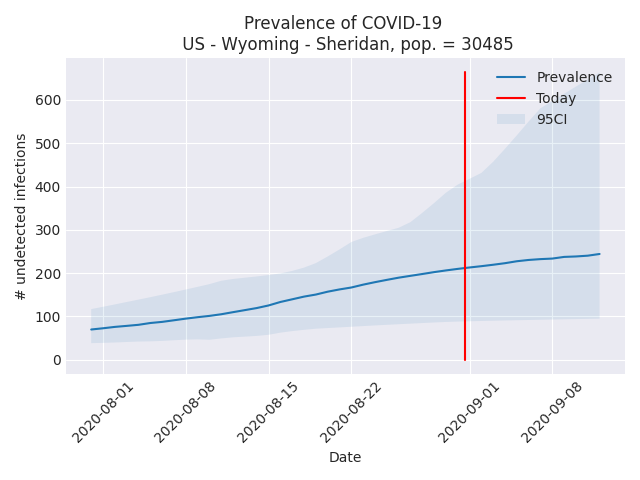 Prevalence of COVID-19
US - Wyoming - Sheridan, pop. = 30485
Prevalence
Today
95CI
# undetected infections
600
500
400
300
200
100
0
2020-08-01
2020-08-08
2020-08-15
2020-08-22
2020-09-01
2020-09-08
Date